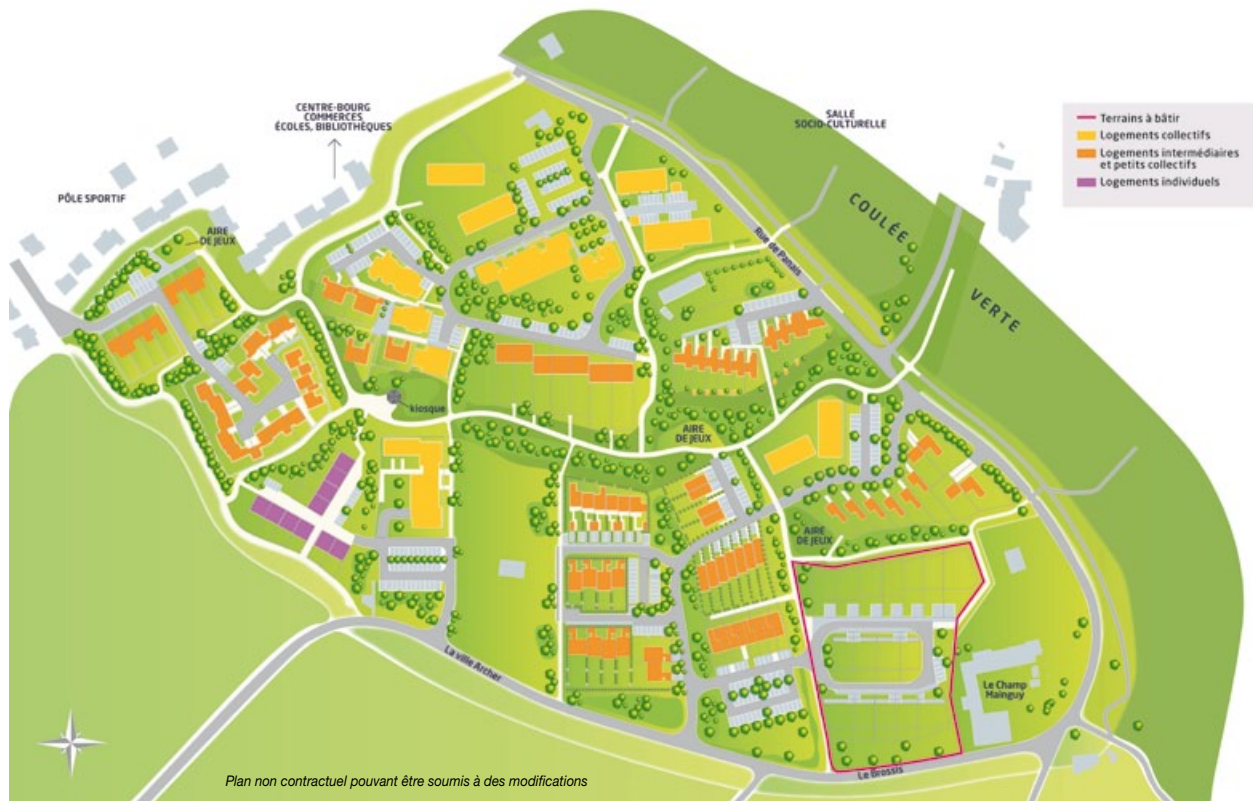 CENTRE-BOURG
COMMERCES
ÉCOLES, BIBLIOTHÈQUES
SALLE
SOCIO-CULTURELLE
Terrains à bâtir
Logements collectifs
Logements intermédiaires
et petits collectifs
Logements individuels
PÔLE SPORTIF
AIRE
DE JEUX
COULÉE
VERTE
Rue de Panais
kiosque
AIRE
DE JEUX
AIRE
DE JEUX
La ville Archer
Le Champ
Mainguy
Le Brossis
Plan non contractuel pouvant être soumis à des modifications